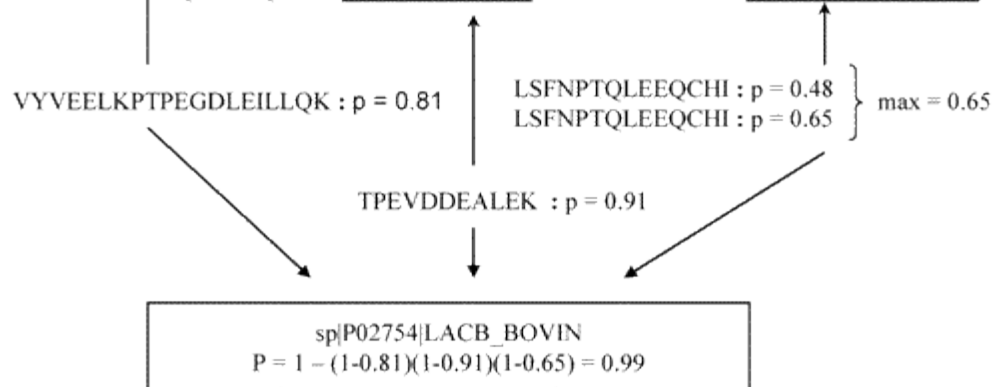 VYVEELKPTPEGDLEILLQK : p = 0.81
LSFNPTQLEEQCHI : p = 0.48
LSFNPTQLEEQCHI : p = 0.65
max = 0.65
TPEVDDEALEK : p = 0.91
sp|P02754|LACB_BOVIN
P = 1 – (1-0.81)(1-0.91)(1-0.65) = 0.99